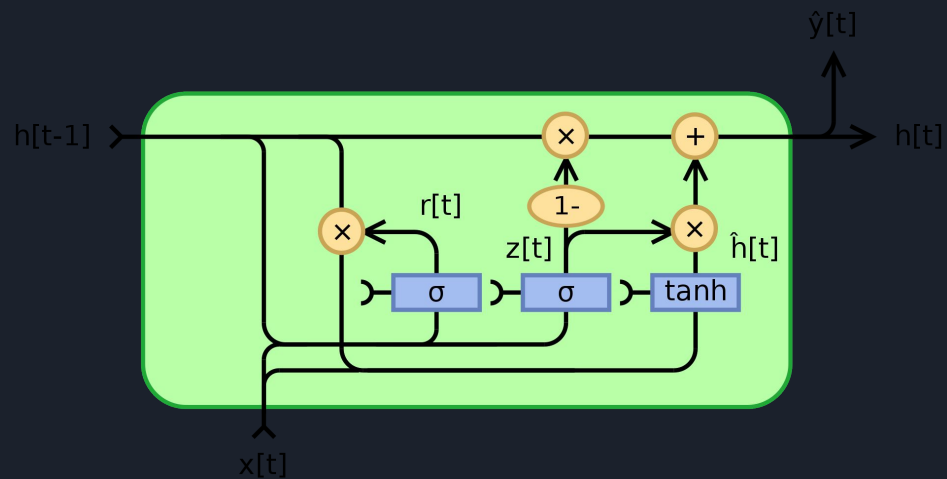 ŷ[t]
h[t-1]
×
+
h[t]
1-
r[t]
×
z[t]
×
ĥ[t]
σ
σ
tanh
x[t]